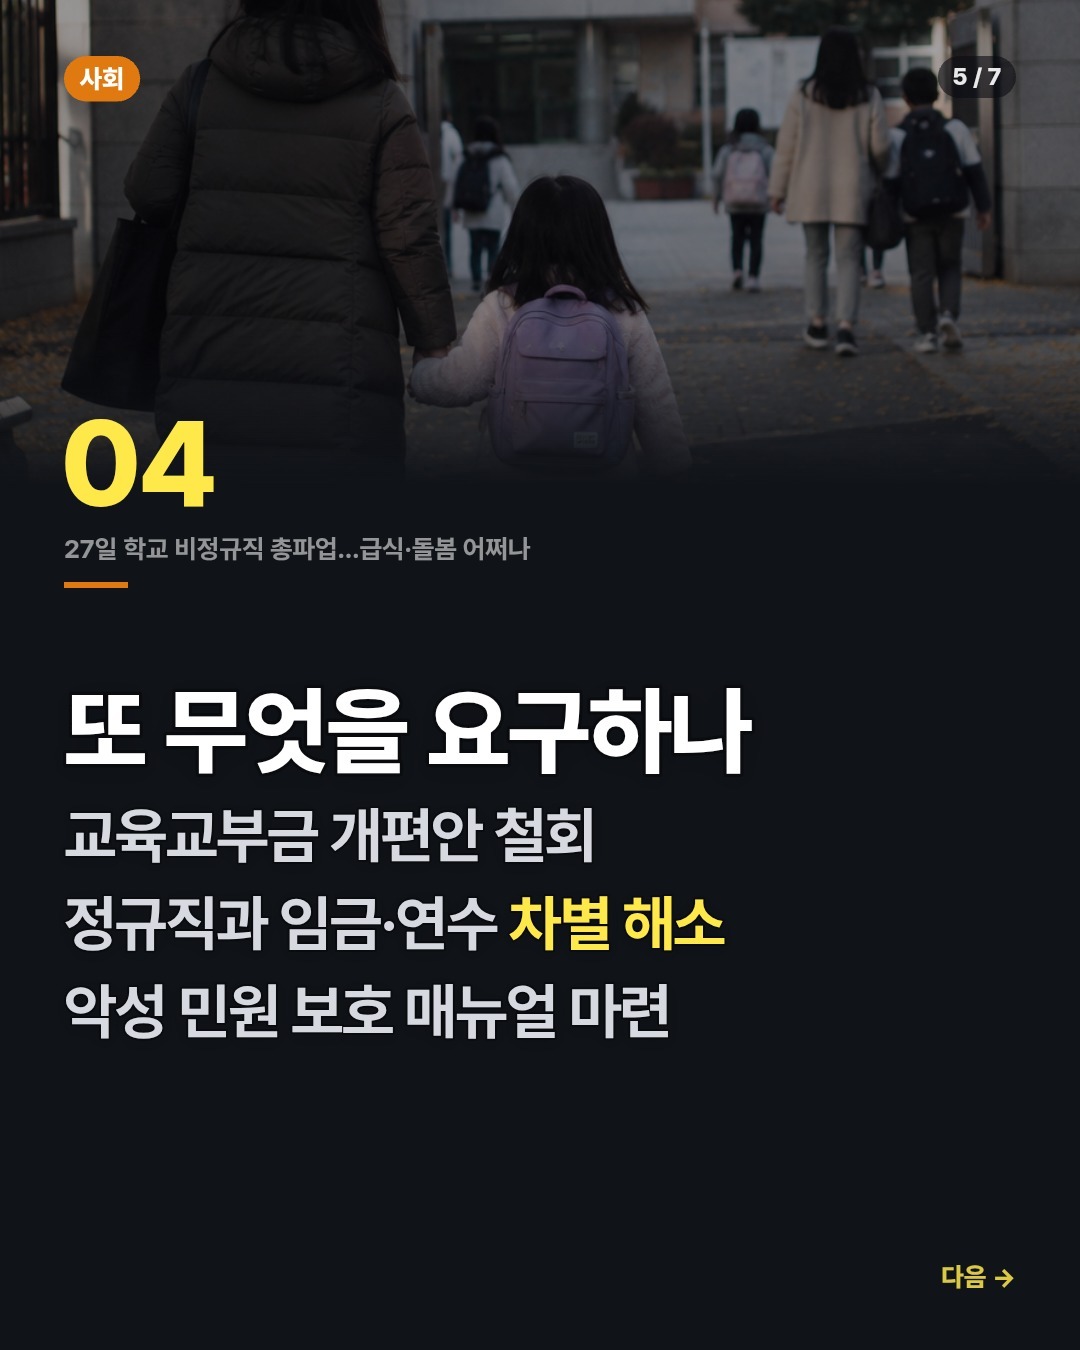 사회
5 / 7
04
27일 학교 비정규직 총파업...급식·돌봄 어쩌나
또 무엇을 요구하나
교육교부금 개편안 철회
정규직과 임금·연수 차별 해소
악성 민원 보호 매뉴얼 마련
다음 →